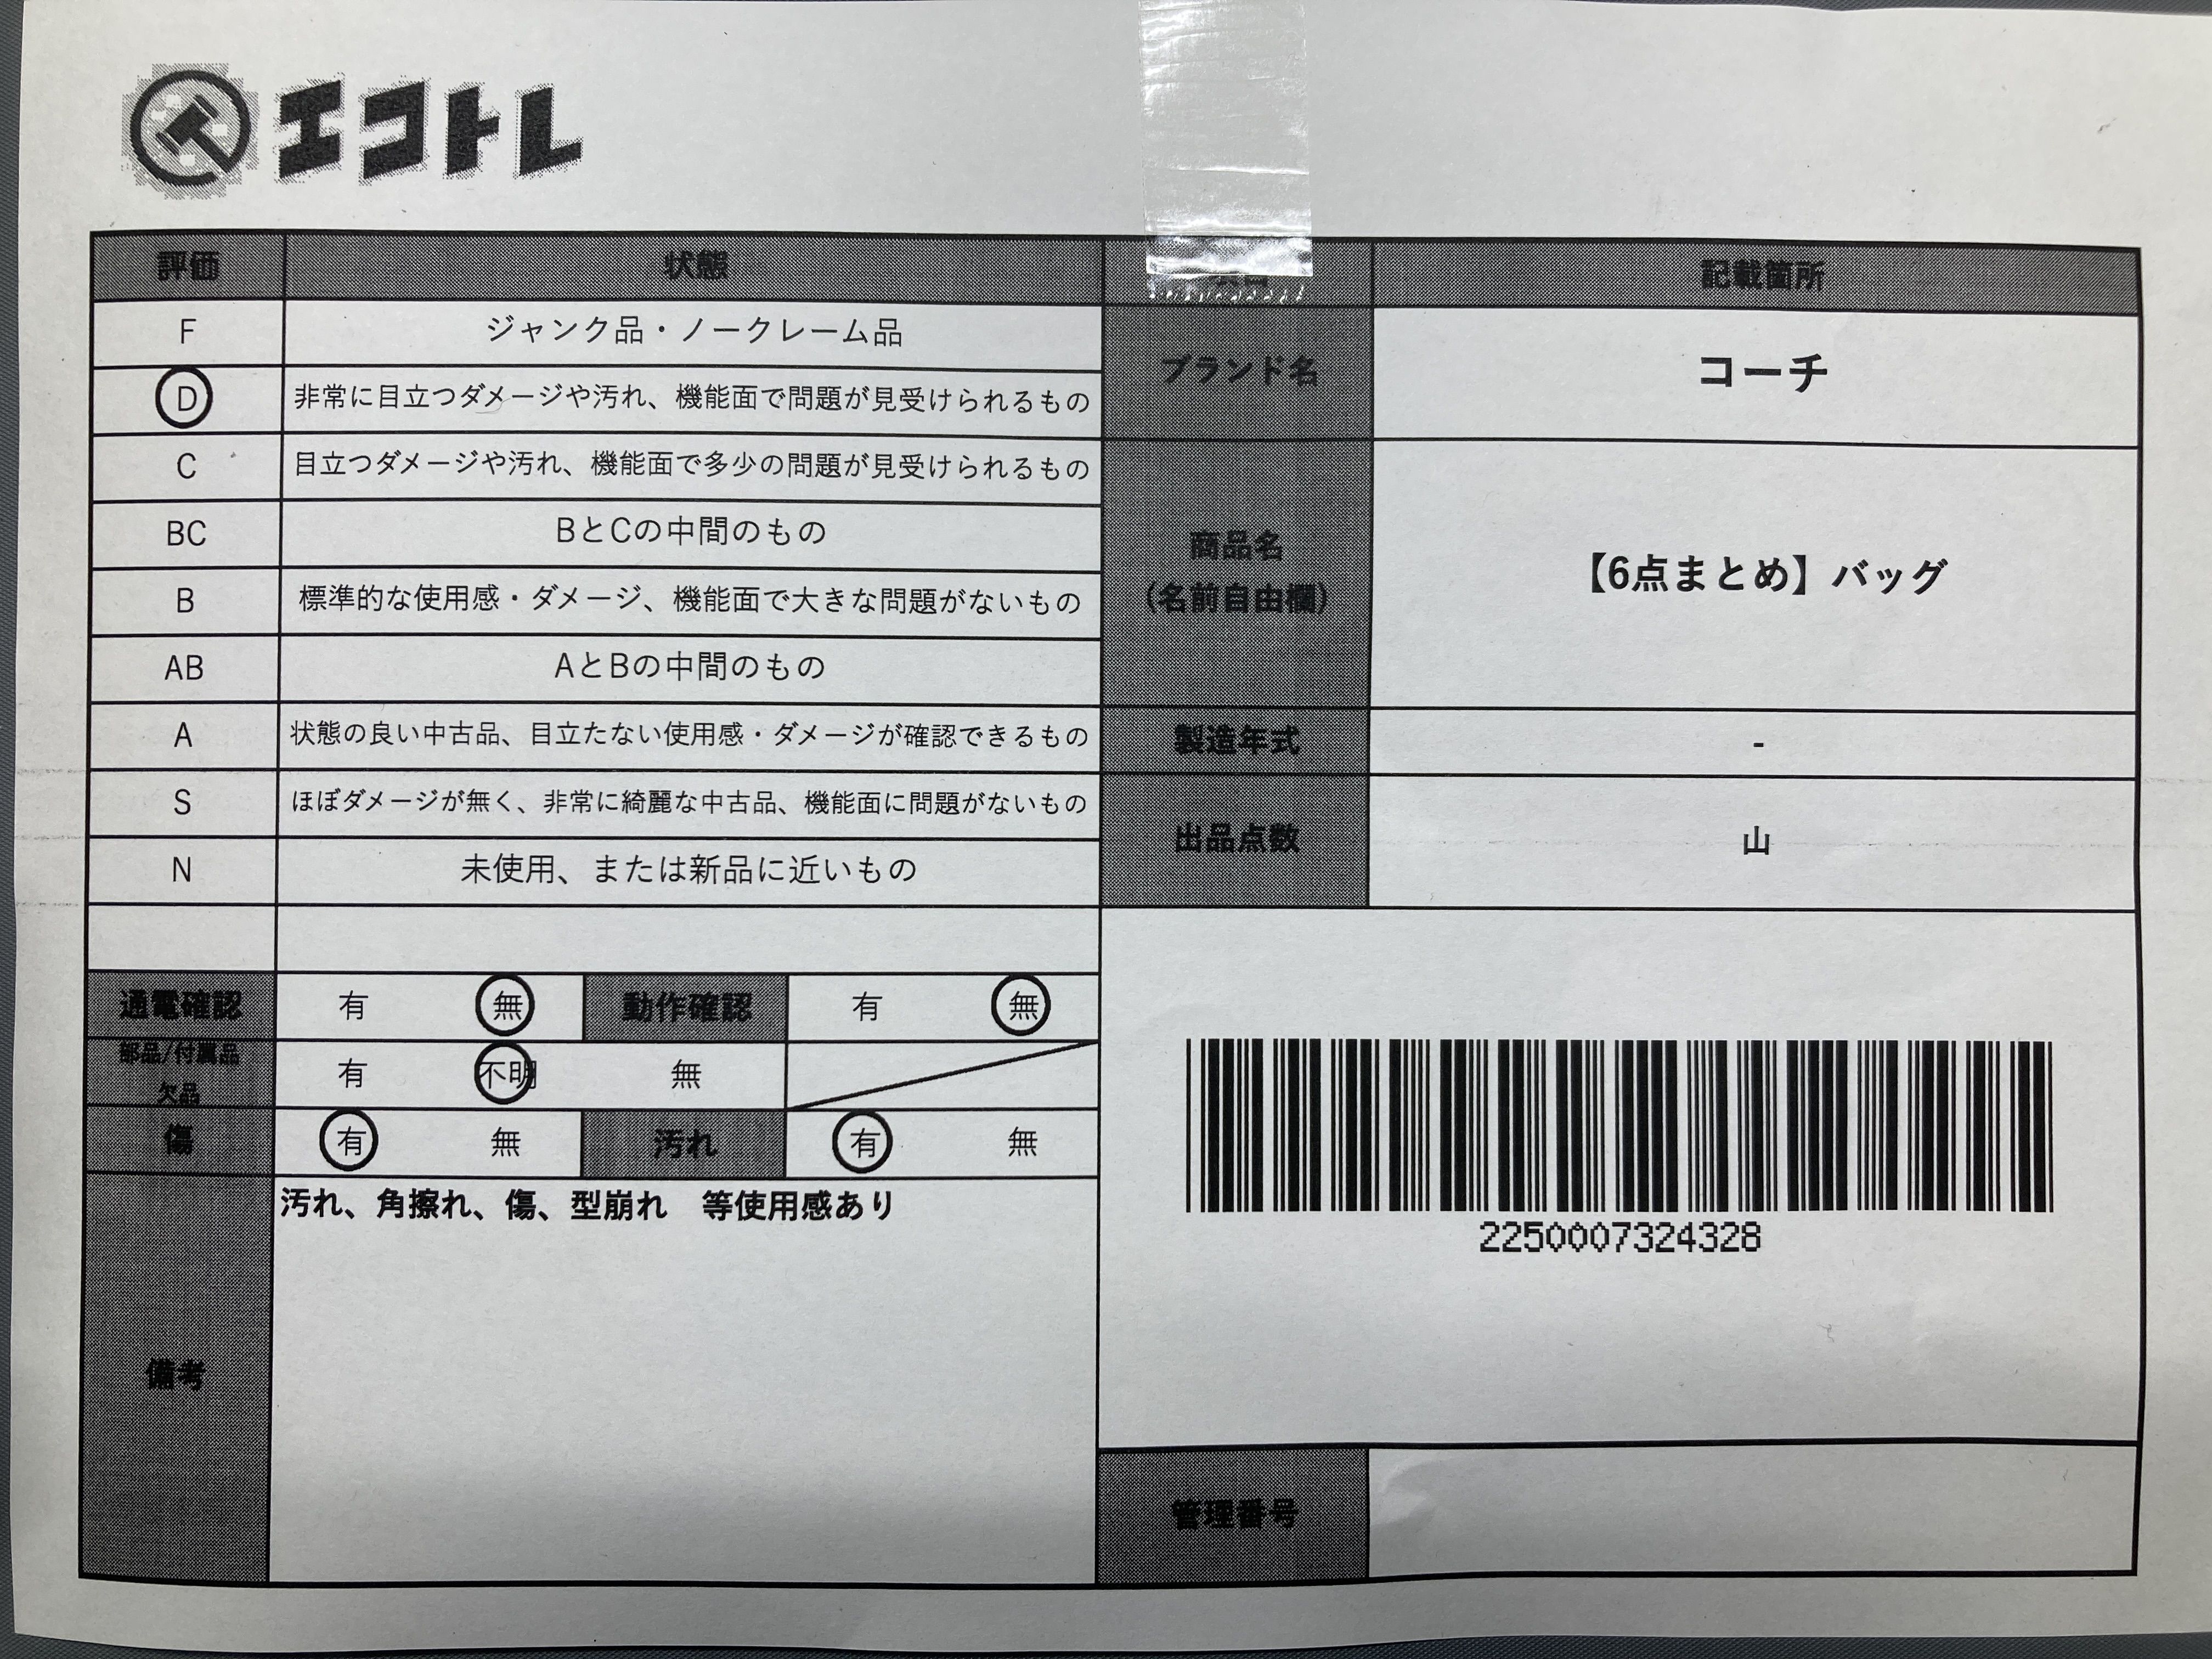 エコトレ
評価 状態
F ジャンク品・ノークレーム品
D 非常に目立つダメージや汚れ、機能面で問題が見受けられるもの
C 目立つダメージや汚れ、機能面で多少の問題が見受けられるもの
BC BとCの中間のもの
B 標準的な使用感・ダメージ、機能面で大きな問題がないもの
AB AとBの中間のもの
A 状態の良い中古品、目立たない使用感・ダメージが確認できるもの
S ほぼダメージが無く、非常に綺麗な中古品、機能面に問題がないもの
N 未使用、または新品に近いもの
通電確認 有 無 動作確認 有 無
部品/付属品
欠品 有 不明 無
傷 有 無 汚れ 有 無
備考 汚れ、角擦れ、傷、型崩れ 等使用感あり
記載箇所
ブランド名 コーチ
商品名
(名前自由欄)
【6点まとめ】バッグ
製造年式 -
出品点数 山
2250007324328
管理番号